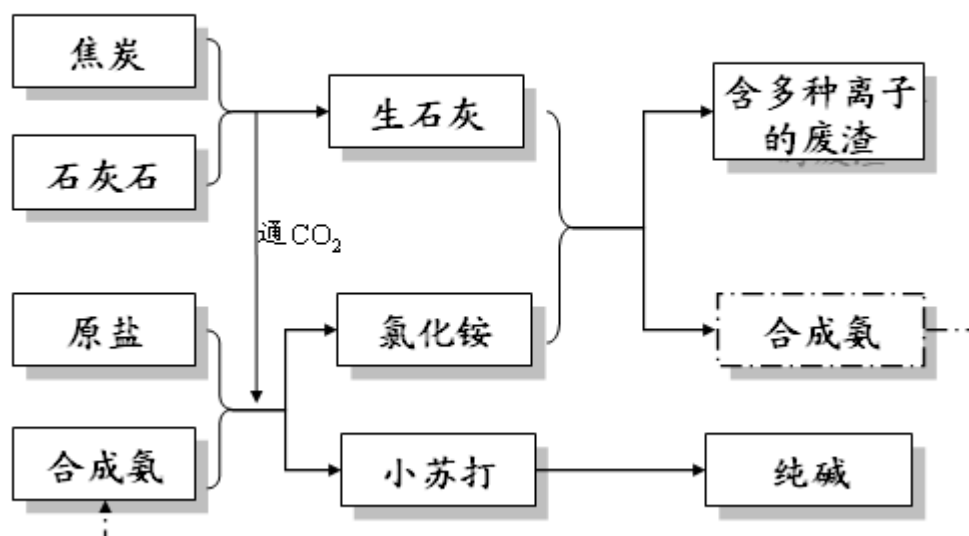 焦炭
石灰石
生石灰
含多种离子
的废渣
通CO₂
原盐
氯化铵
合成氨
合成氨
小苏打
纯碱